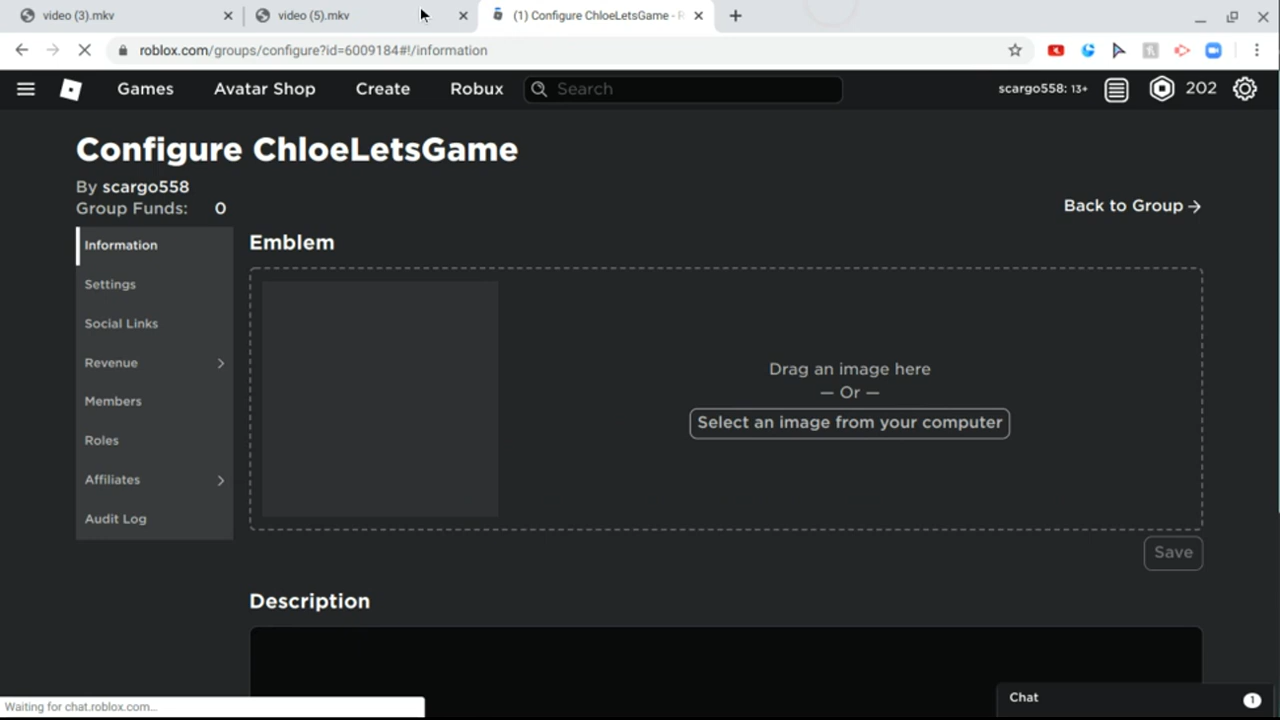 video (3).mkv
video (5).mkv
(1) Configure ChloeLetsGame - R
roblox.com/groups/configure?id=6009184#!/information
Games
Avatar Shop
Create
Robux
Search
scargo558: 13+
202
Configure ChloeLetsGame
By scargo558
Group Funds: 0
Back to Group
Information
Settings
Social Links
Revenue
Members
Roles
Affiliates
Audit Log
Emblem
Drag an image here
— Or —
Select an image from your computer
Save
Description
Waiting for chat.roblox.com...
Chat
1